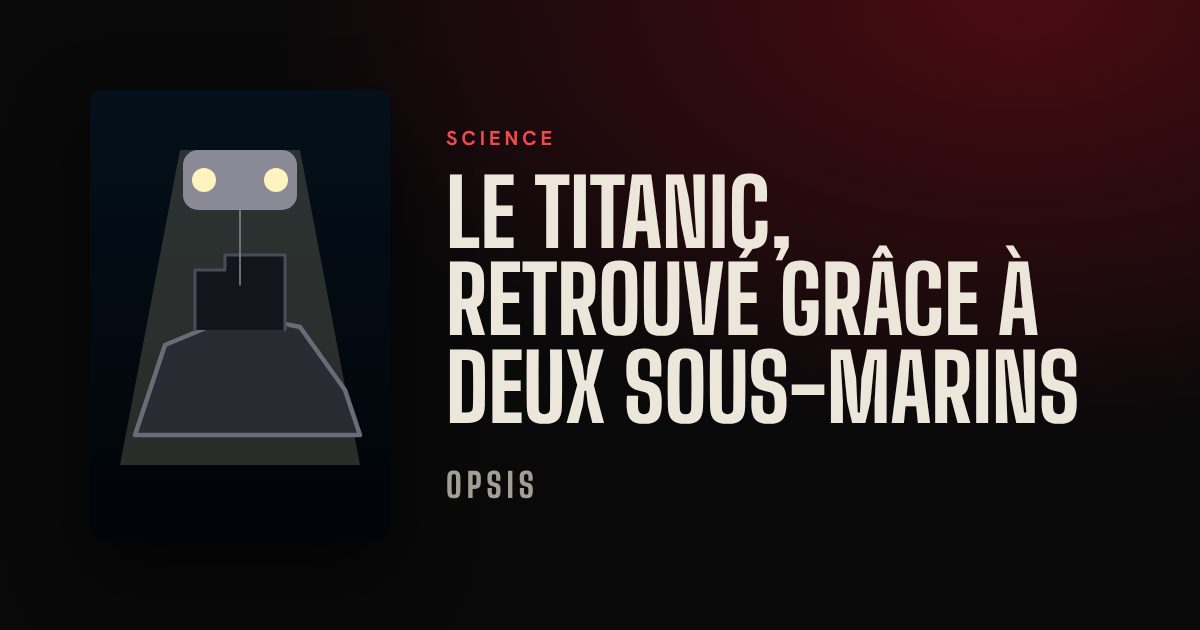 SCIENCE
LE TITANIC,
RETROUVÉ GRÂCE À
DEUX SOUS-MARINS
OPSIS